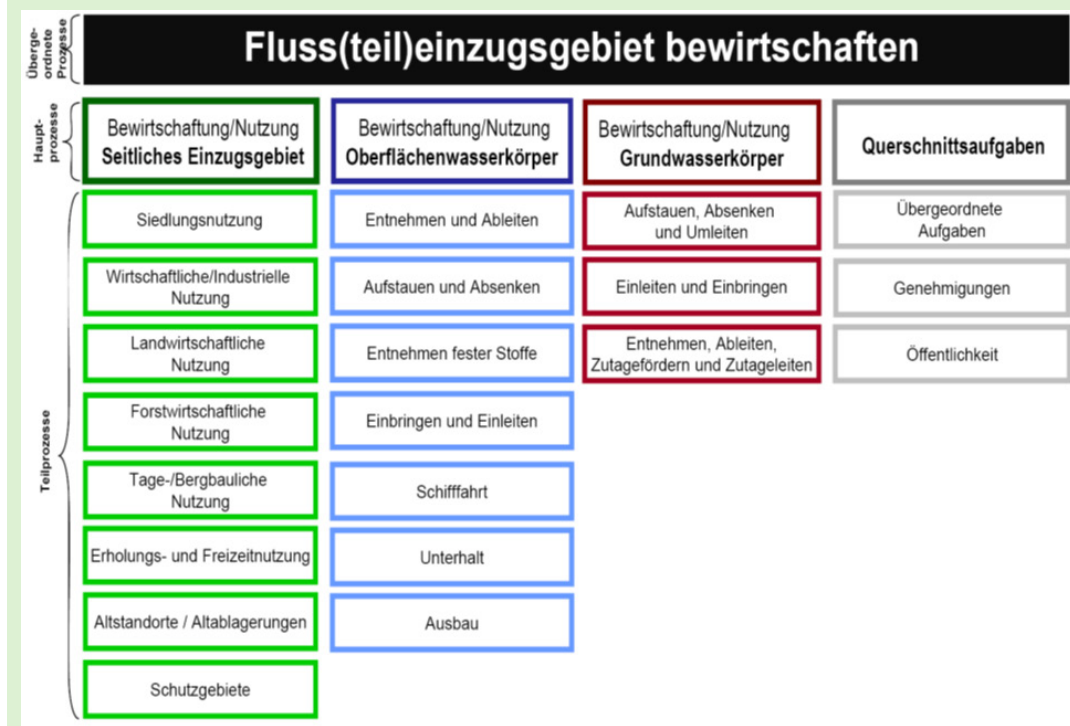 Überge-
ordnete
Prozesse
Fluss(teil)einzugsgebiet bewirtschaften
Haupt-
prozesse
Bewirtschaftung/Nutzung
Seitliches Einzugsgebiet
Bewirtschaftung/Nutzung
Oberflächenwasserkörper
Bewirtschaftung/Nutzung
Grundwasserkörper
Querschnittsaufgaben
Teilprozesse
Siedlungsnutzung
Wirtschaftliche/Industrielle
Nutzung
Landwirtschaftliche
Nutzung
Forstwirtschaftliche
Nutzung
Tage-/Bergbauliche
Nutzung
Erholungs- und Freizeitnutzung
Altstandorte / Altablagerungen
Schutzgebiete
Entnehmen und Ableiten
Aufstauen und Absenken
Entnehmen fester Stoffe
Einbringen und Einleiten
Schifffahrt
Unterhalt
Ausbau
Aufstauen, Absenken
und Umleiten
Einleiten und Einbringen
Entnehmen, Ableiten,
Zutagefördern und Zutageleiten
Übergeordnete
Aufgaben
Genehmigungen
Öffentlichkeit